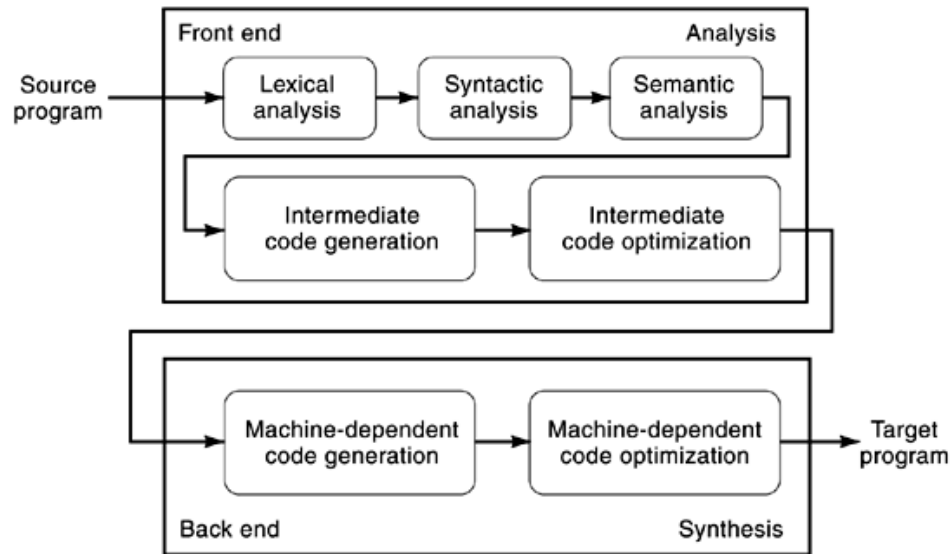 Front end
Analysis
Source
program
Lexical
analysis
Syntactic
analysis
Semantic
analysis
Intermediate
code generation
Intermediate
code optimization
Machine-dependent
code generation
Machine-dependent
code optimization
Target
program
Back end
Synthesis